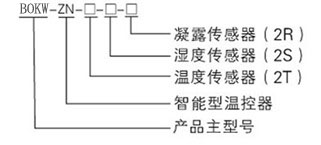 BOKW-ZN-□-□-□
凝露传感器(2R)
湿度传感器(2S)
温度传感器(2T)
智能型温控器
产品主型号